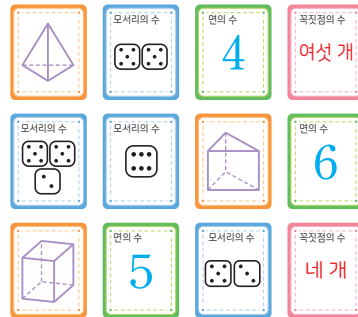 모서리의 수
면의 수
4
꼭짓점의 수
여섯 개
모서리의 수
모서리의 수
면의 수
6
면의 수
5
모서리의 수
꼭짓점의 수
네 개